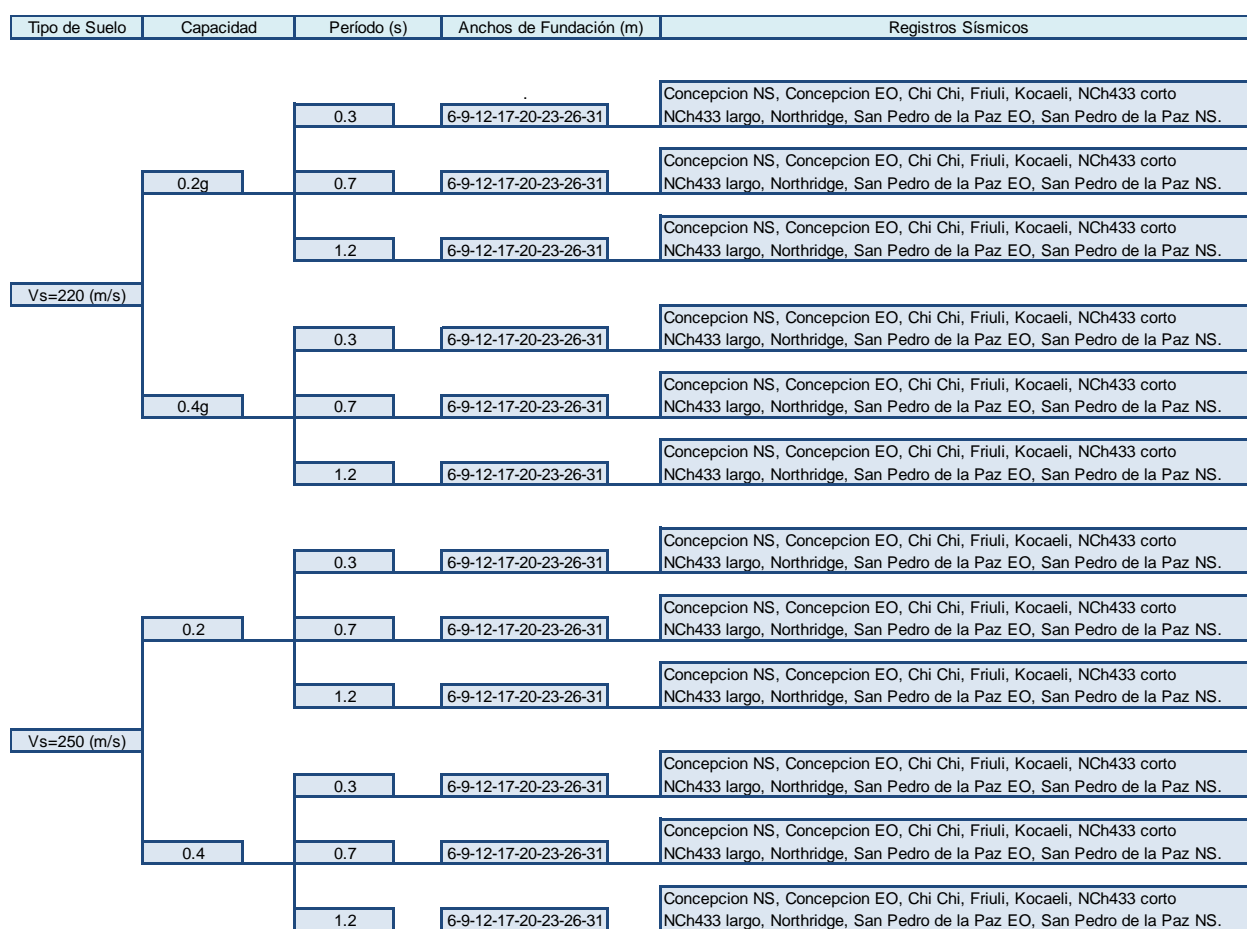 Tipo de Suelo Capacidad Período (s) Anchos de Fundación (m) Registros Sísmicos
.
Concepcion NS, Concepcion EO, Chi Chi, Friuli, Kocaeli, NCh433 corto
0.3 6-9-12-17-20-23-26-31 NCh433 largo, Northridge, San Pedro de la Paz EO, San Pedro de la Paz NS.
Concepcion NS, Concepcion EO, Chi Chi, Friuli, Kocaeli, NCh433 corto
0.2g 0.7 6-9-12-17-20-23-26-31 NCh433 largo, Northridge, San Pedro de la Paz EO, San Pedro de la Paz NS.
Concepcion NS, Concepcion EO, Chi Chi, Friuli, Kocaeli, NCh433 corto
1.2 6-9-12-17-20-23-26-31 NCh433 largo, Northridge, San Pedro de la Paz EO, San Pedro de la Paz NS.
Vs=220 (m/s)
Concepcion NS, Concepcion EO, Chi Chi, Friuli, Kocaeli, NCh433 corto
0.3 6-9-12-17-20-23-26-31 NCh433 largo, Northridge, San Pedro de la Paz EO, San Pedro de la Paz NS.
Concepcion NS, Concepcion EO, Chi Chi, Friuli, Kocaeli, NCh433 corto
0.4g 0.7 6-9-12-17-20-23-26-31 NCh433 largo, Northridge, San Pedro de la Paz EO, San Pedro de la Paz NS.
Concepcion NS, Concepcion EO, Chi Chi, Friuli, Kocaeli, NCh433 corto
1.2 6-9-12-17-20-23-26-31 NCh433 largo, Northridge, San Pedro de la Paz EO, San Pedro de la Paz NS.
Concepcion NS, Concepcion EO, Chi Chi, Friuli, Kocaeli, NCh433 corto
0.3 6-9-12-17-20-23-26-31 NCh433 largo, Northridge, San Pedro de la Paz EO, San Pedro de la Paz NS.
Concepcion NS, Concepcion EO, Chi Chi, Friuli, Kocaeli, NCh433 corto
0.2 0.7 6-9-12-17-20-23-26-31 NCh433 largo, Northridge, San Pedro de la Paz EO, San Pedro de la Paz NS.
Concepcion NS, Concepcion EO, Chi Chi, Friuli, Kocaeli, NCh433 corto
1.2 6-9-12-17-20-23-26-31 NCh433 largo, Northridge, San Pedro de la Paz EO, San Pedro de la Paz NS.
Vs=250 (m/s)
Concepcion NS, Concepcion EO, Chi Chi, Friuli, Kocaeli, NCh433 corto
0.3 6-9-12-17-20-23-26-31 NCh433 largo, Northridge, San Pedro de la Paz EO, San Pedro de la Paz NS.
Concepcion NS, Concepcion EO, Chi Chi, Friuli, Kocaeli, NCh433 corto
0.4 0.7 6-9-12-17-20-23-26-31 NCh433 largo, Northridge, San Pedro de la Paz EO, San Pedro de la Paz NS.
Concepcion NS, Concepcion EO, Chi Chi, Friuli, Kocaeli, NCh433 corto
1.2 6-9-12-17-20-23-26-31 NCh433 largo, Northridge, San Pedro de la Paz EO, San Pedro de la Paz NS.